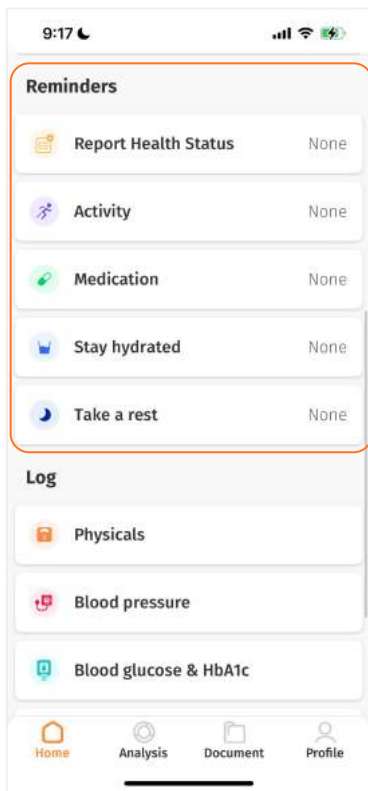 9:17
Reminders
Report Health Status None
Activity None
Medication None
Stay hydrated None
Take a rest None
Log
Physicals
Blood pressure
Blood glucose & HbA1c
Home Analysis Document Profile